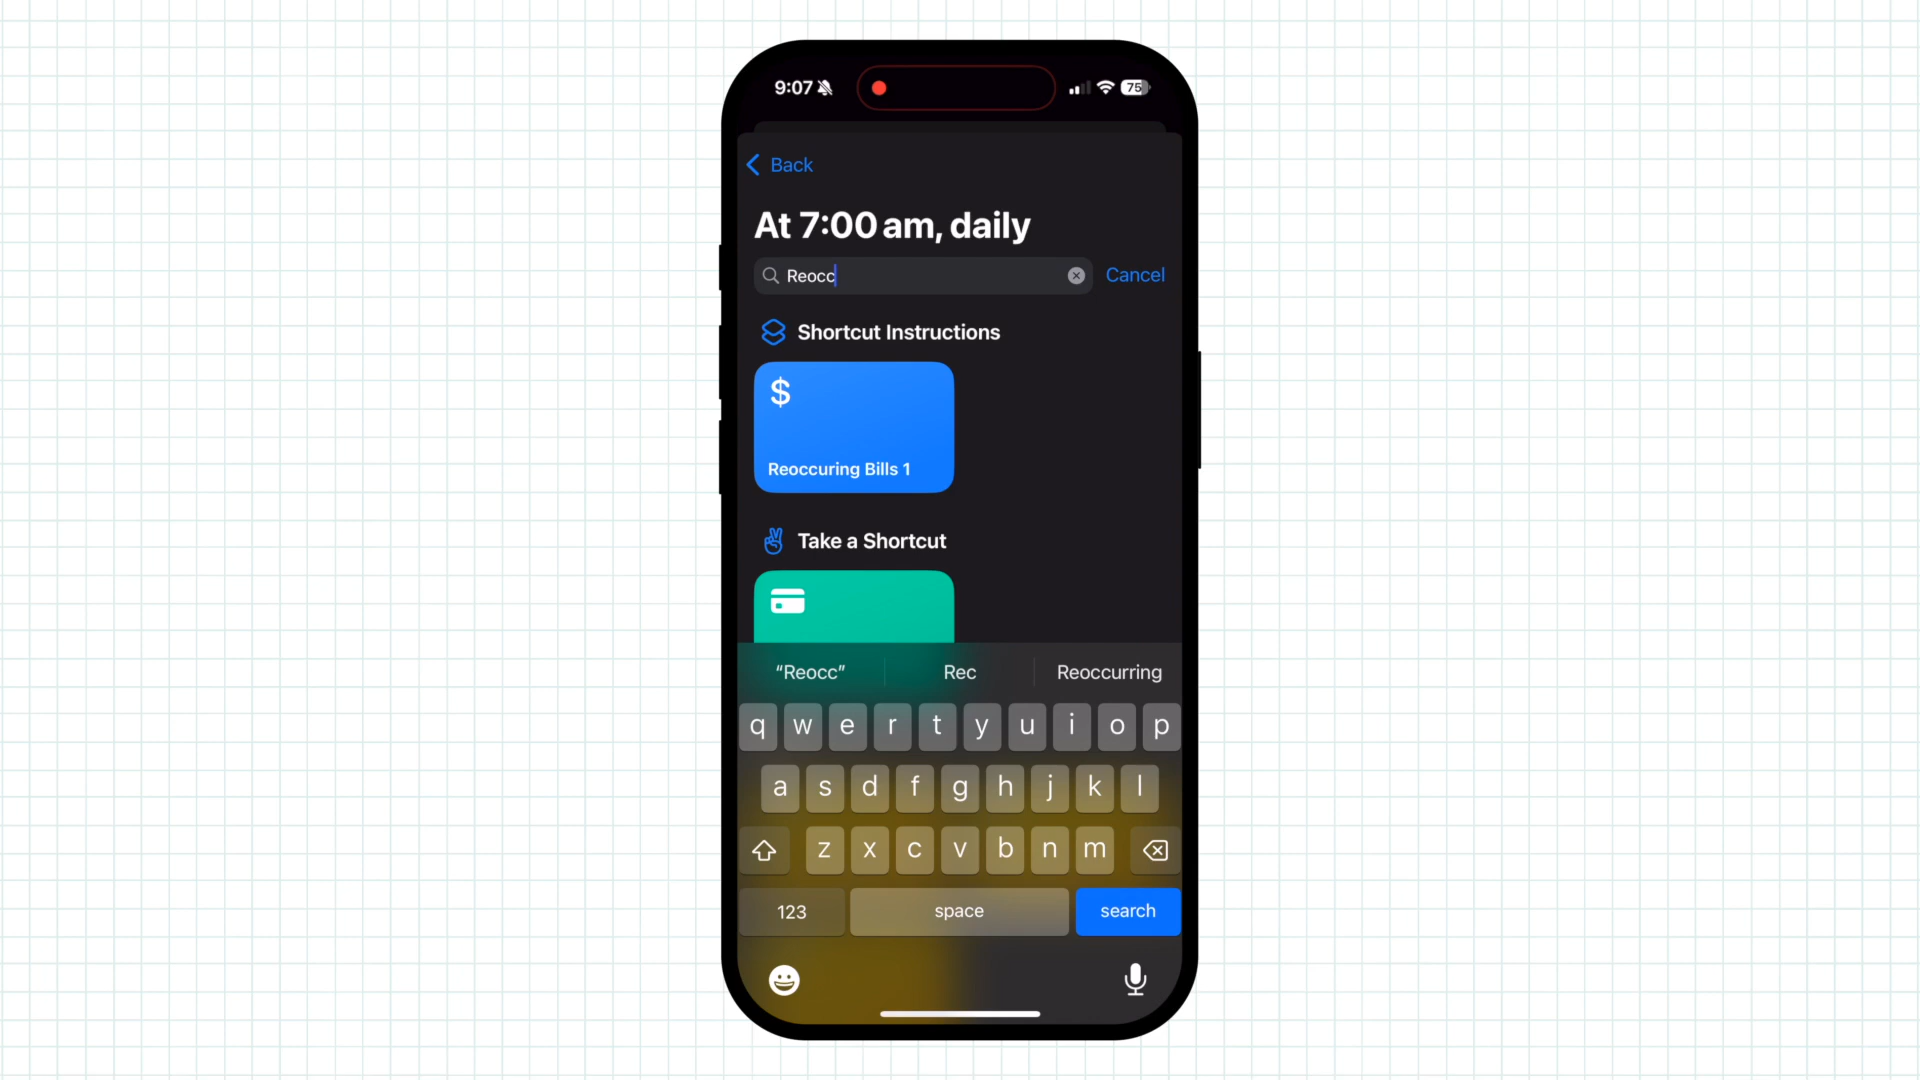 9:07
75
Back
At 7:00 am, daily
Reocc
Cancel
Shortcut Instructions
$
Reoccuring Bills 1
Take a Shortcut
“Reocc” Rec Reoccurring
q w e r t y u i o p
a s d f g h j k l
z x c v b n m
123 space search